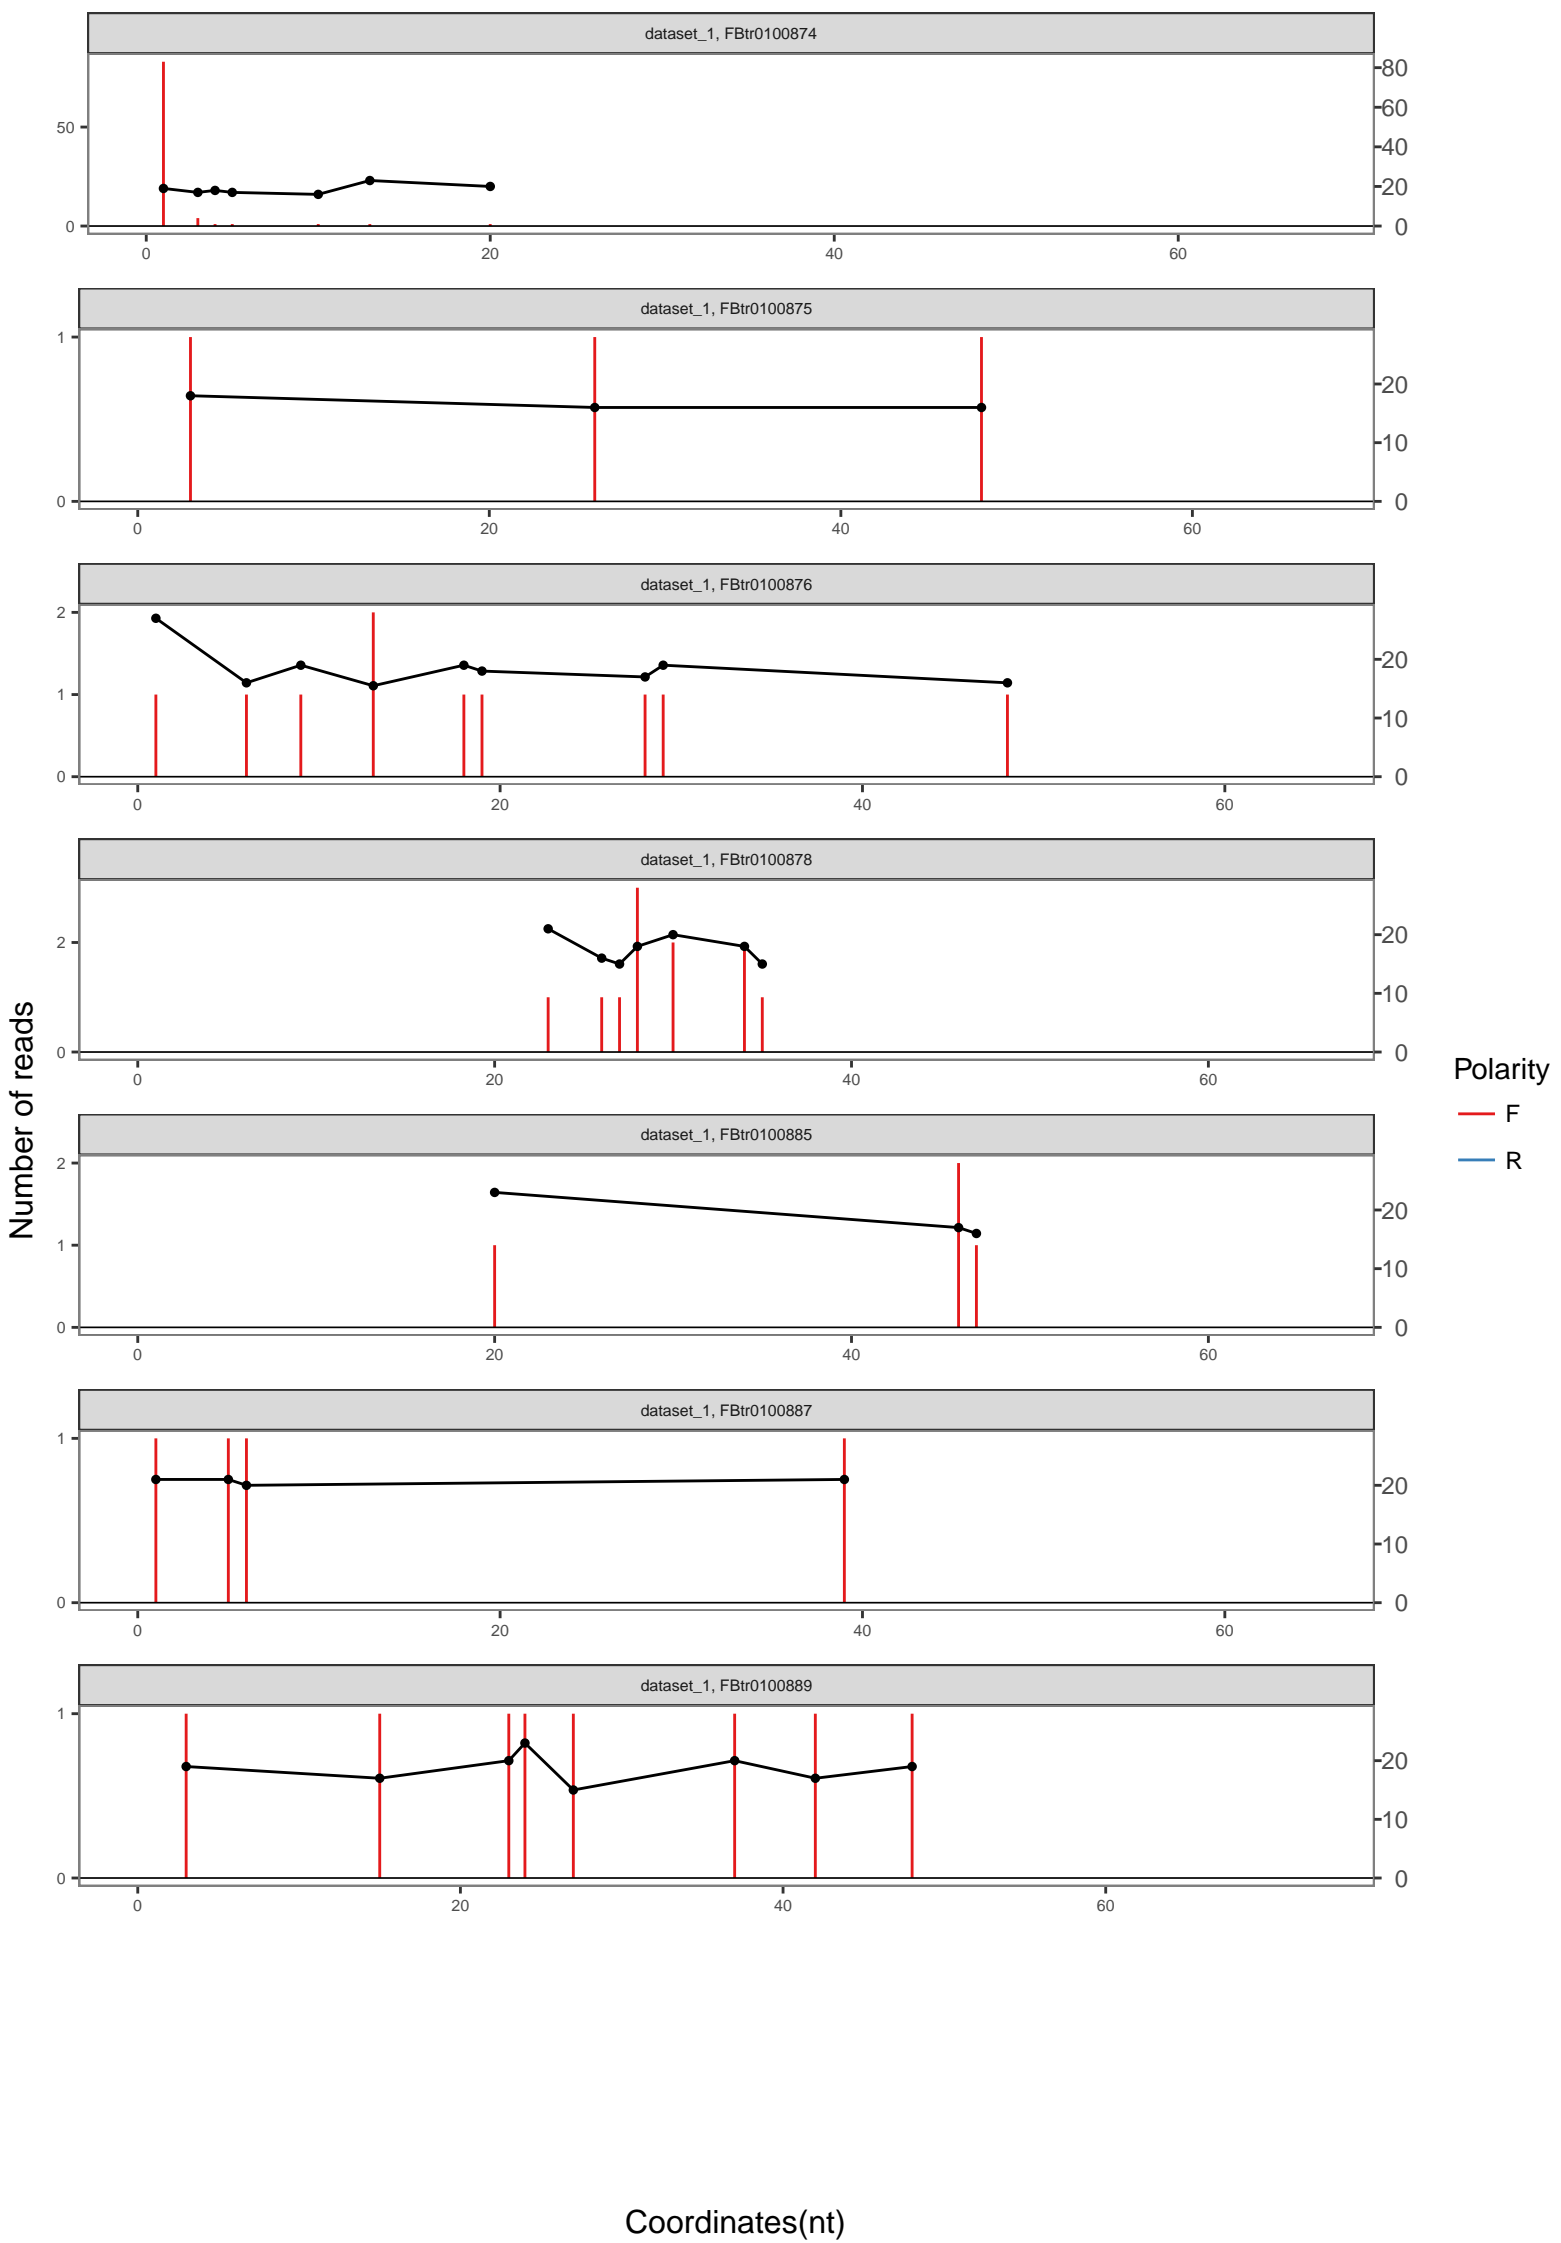 dataset_1, FBtr0100874
50
0
80
60
40
20
0
0 20 40 60
dataset_1, FBtr0100875
1
0
20
10
0
0 20 40 60
dataset_1, FBtr0100876
2
1
0
20
10
0
0 20 40 60
dataset_1, FBtr0100878
2
0
20
10
0
0 20 40 60
dataset_1, FBtr0100885
2
1
0
20
10
0
0 20 40 60
dataset_1, FBtr0100887
1
0
20
10
0
0 20 40 60
dataset_1, FBtr0100889
1
0
20
10
0
0 20 40 60
Number of reads
Coordinates(nt)
Polarity
F
R